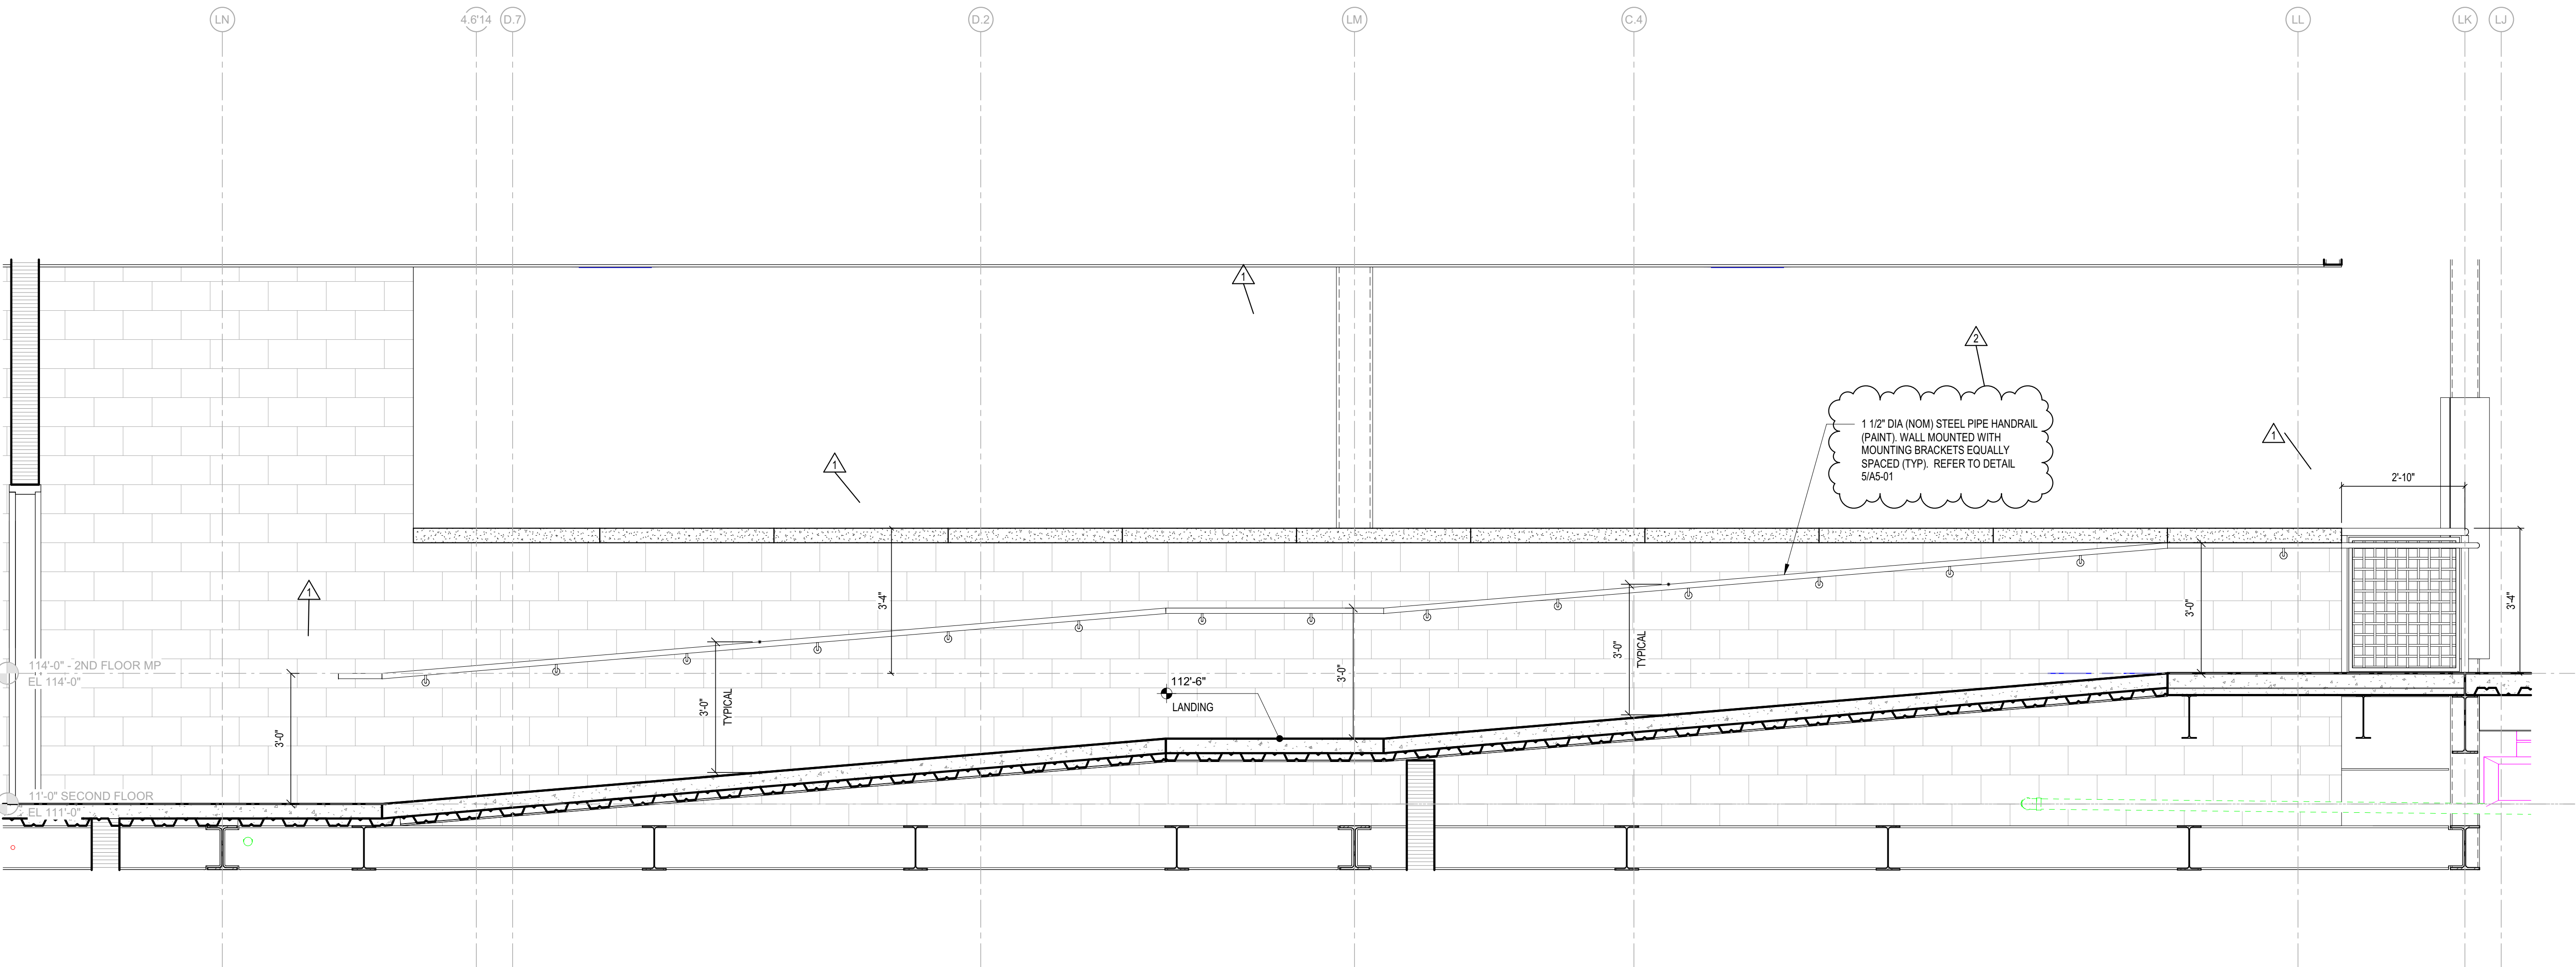 LN
4.6'14
D.7
D.2
LM
C.4
LL
LK
LJ
1
2
1 1/2" DIA (NOM) STEEL PIPE HANDRAIL
(PAINT). WALL MOUNTED WITH
MOUNTING BRACKETS EQUALLY
SPACED (TYP). REFER TO DETAIL
5/A5-01
1
1
2'-10"
1
3'-4"
3'-4"
3'-0"
3'-0"
TYPICAL
114'-0" - 2ND FLOOR MP
EL 114'-0"
3'-0"
112'-6"
LANDING
3'-0"
TYPICAL
3'-0"
11'-0" SECOND FLOOR
EL 111'-0"